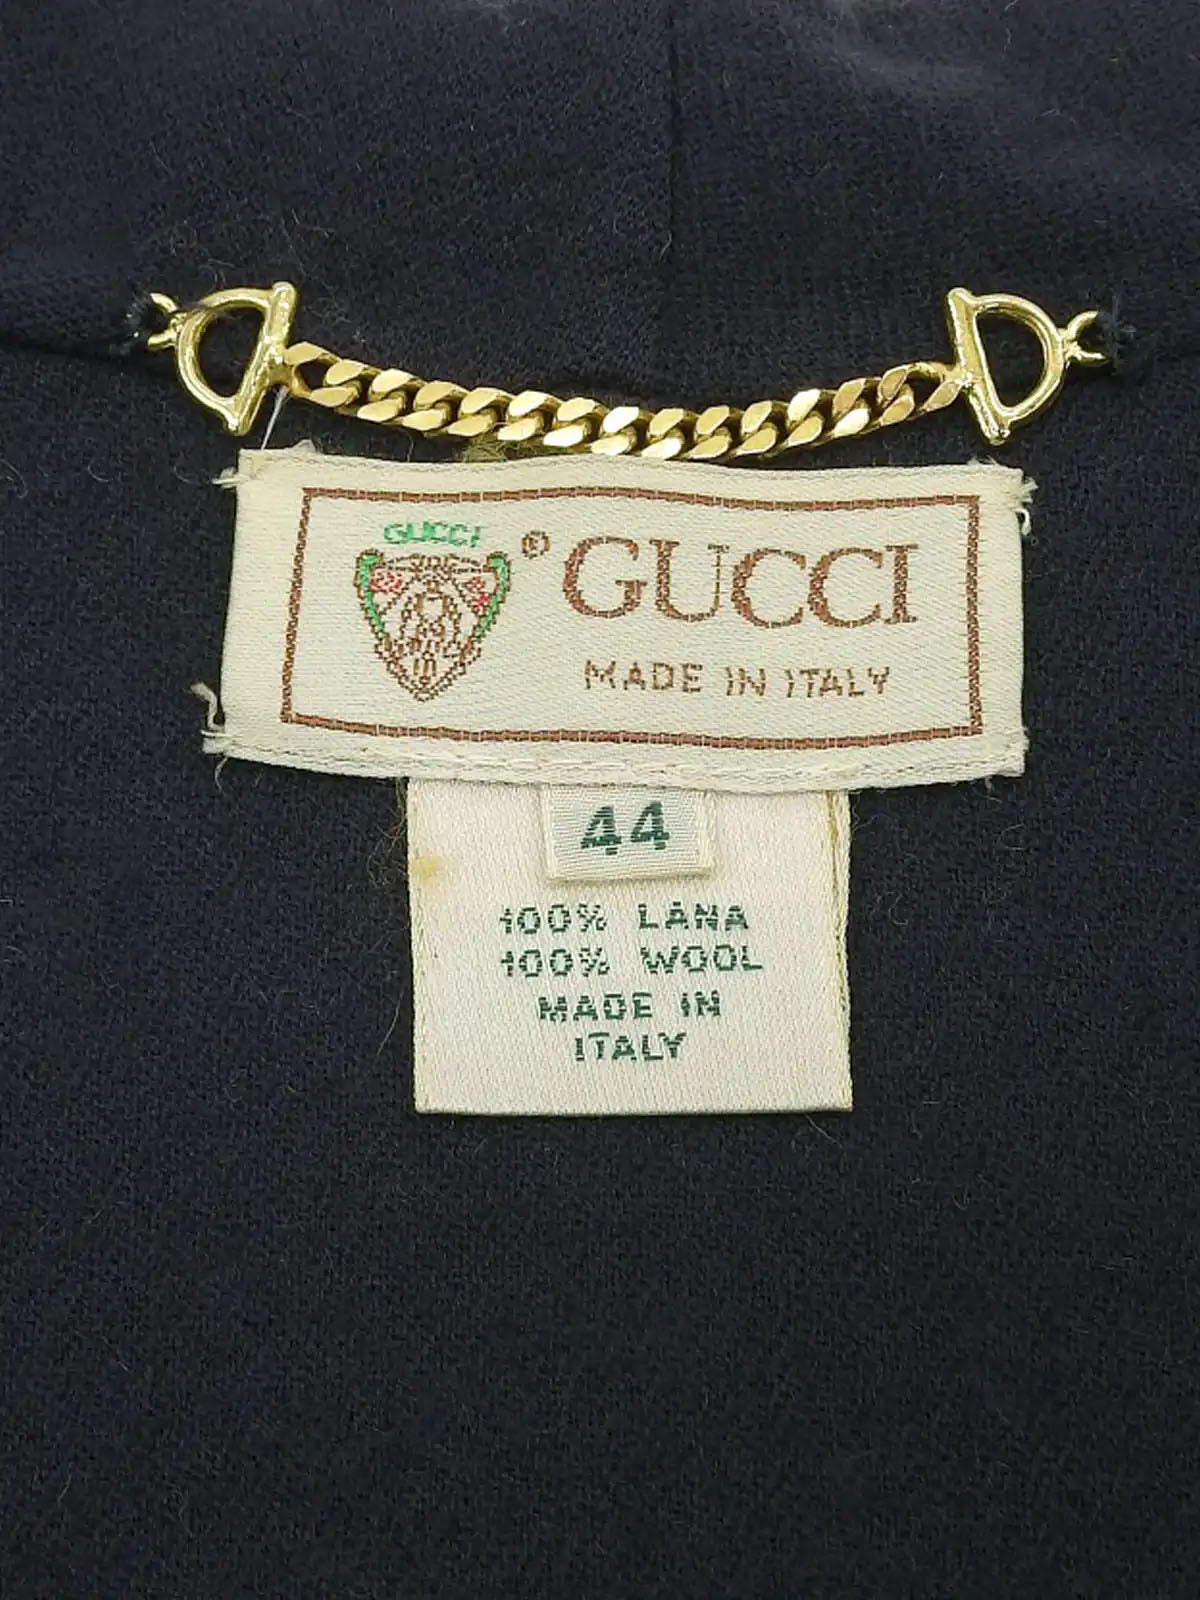 GUCCI
® GUCCI
MADE IN ITALY
44
100% LANA
100% WOOL
MADE IN
ITALY